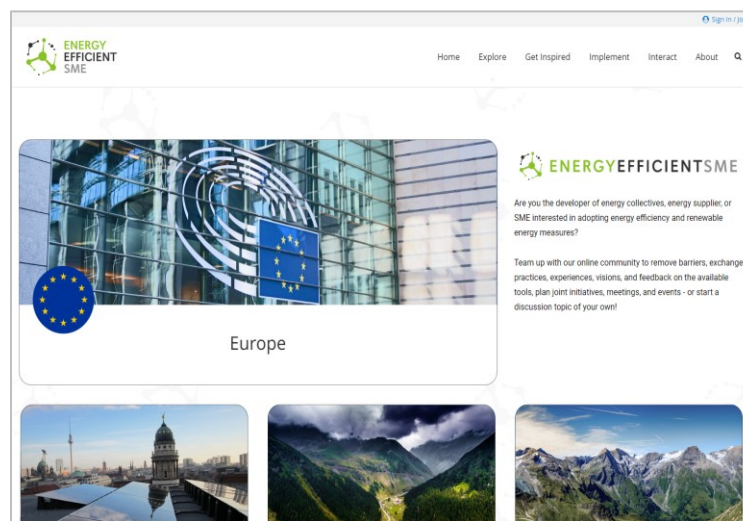 Sign in / Jo
ENERGY
EFFICIENT
SME
Home Explore Get Inspired Implement Interact About
ENERGYEFFICIENTSME
Are you the developer of energy collectives, energy supplier, or
SME interested in adopting energy efficiency and renewable
energy measures?
Team up with our online community to remove barriers, exchange
practices, experiences, visions, and feedback on the available
tools, plan joint initiatives, meetings, and events - or start a
discussion topic of your own!
Europe